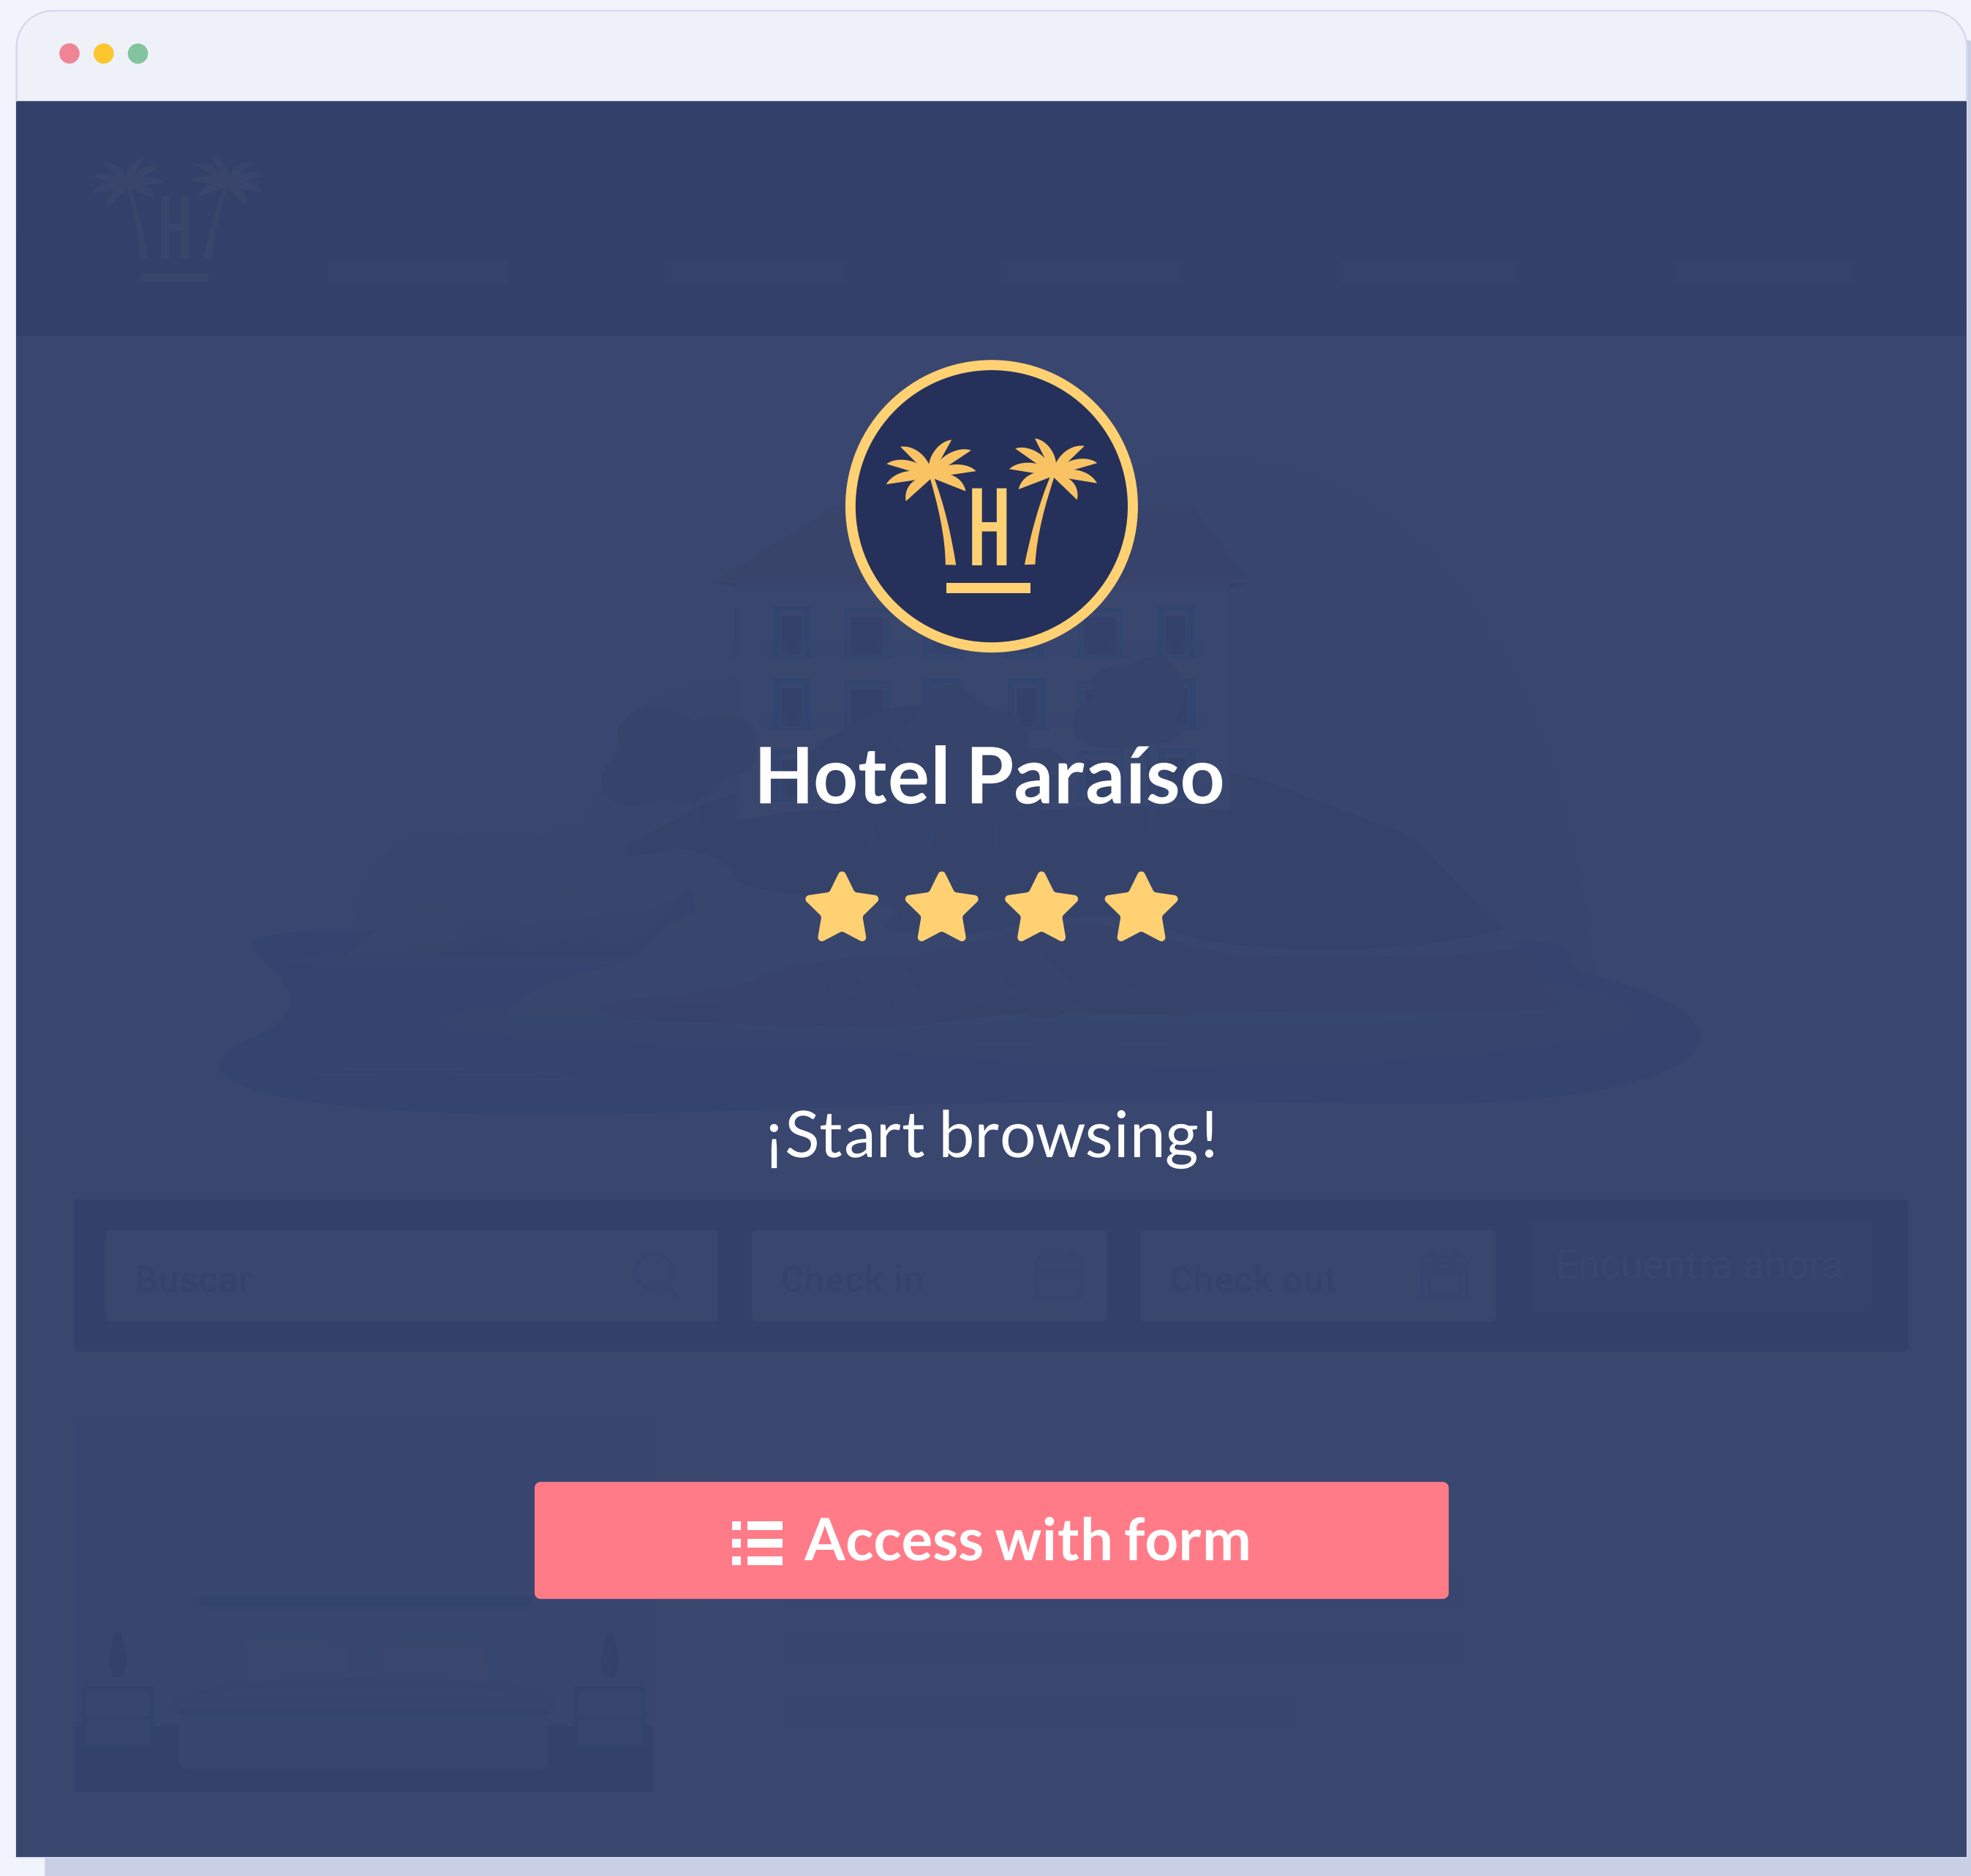 H
Hotel Paraíso
¡Start browsing!
Buscar
Check in
Check out
Encuentra ahora
Access with form